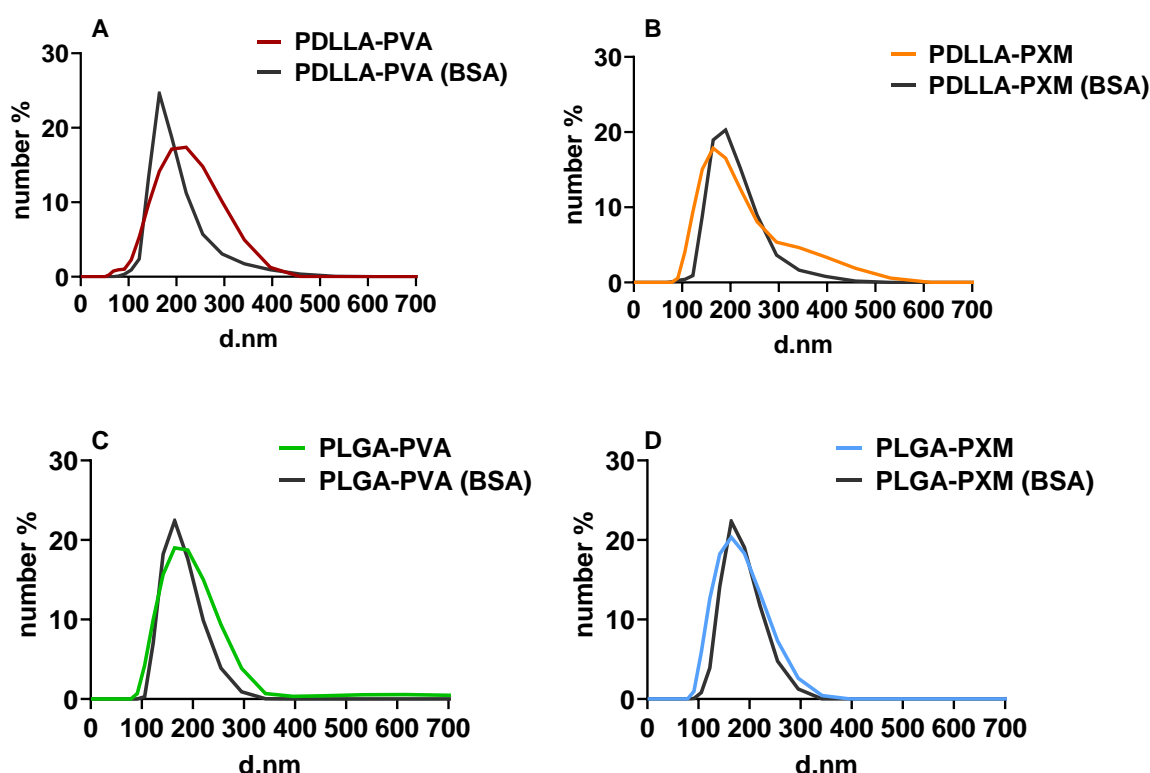 A
PDLLA-PVA
PDLLA-PVA (BSA)
number %
30
20
10
0
0 100 200 300 400 500 600 700
d.nm
B
PDLLA-PXM
PDLLA-PXM (BSA)
number %
30
20
10
0
0 100 200 300 400 500 600 700
d.nm
C
PLGA-PVA
PLGA-PVA (BSA)
number %
30
20
10
0
0 100 200 300 400 500 600 700
d.nm
D
PLGA-PXM
PLGA-PXM (BSA)
number %
30
20
10
0
0 100 200 300 400 500 600 700
d.nm